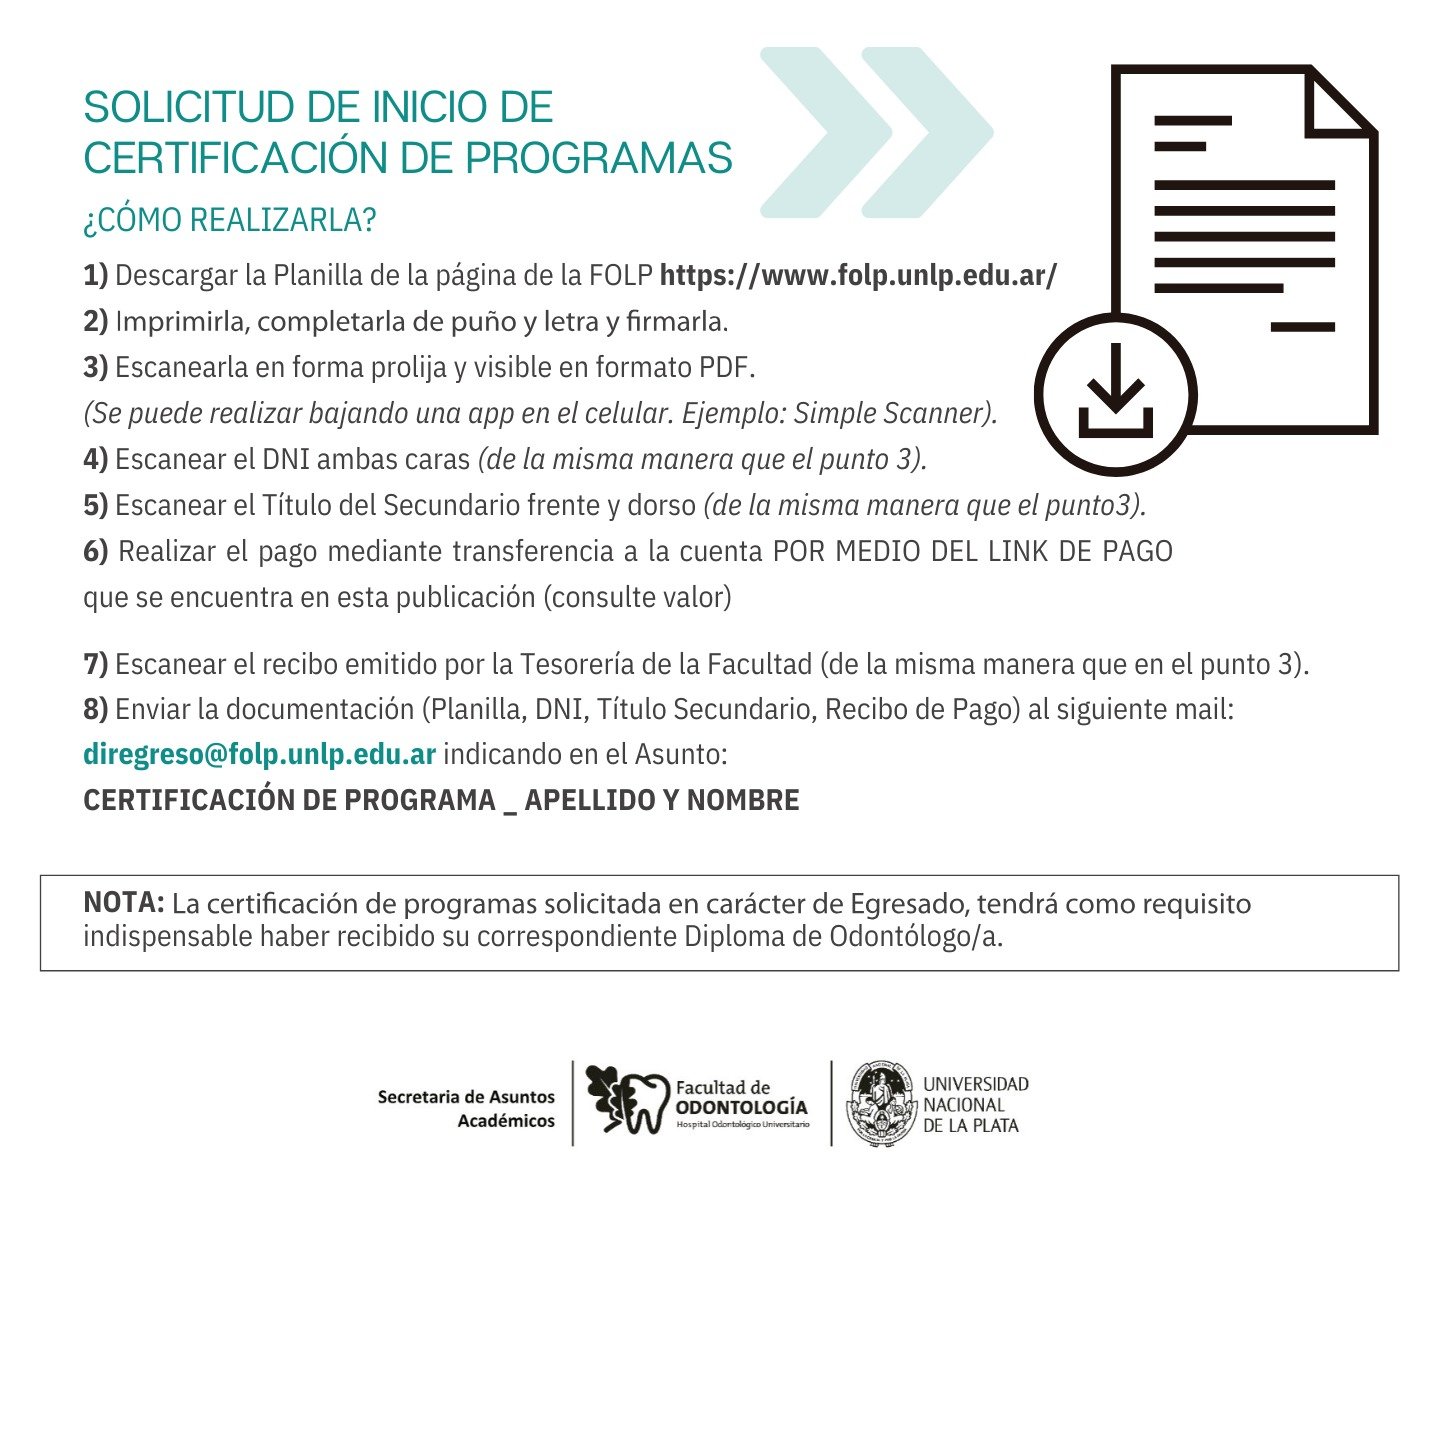 SOLICITUD DE INICIO DE
CERTIFICACIÓN DE PROGRAMAS
¿CÓMO REALIZARLA?
1) Descargar la Planilla de la página de la FOLP https://www.folp.unlp.edu.ar/
2) Imprimirla, completarla de puño y letra y firmarla.
3) Escanearla en forma prolija y visible en formato PDF.
(Se puede realizar bajando una app en el celular. Ejemplo: Simple Scanner).
4) Escanear el DNI ambas caras (de la misma manera que el punto 3).
5) Escanear el Título del Secundario frente y dorso (de la misma manera que el punto3).
6) Realizar el pago mediante transferencia a la cuenta POR MEDIO DEL LINK DE PAGO
que se encuentra en esta publicación (consulte valor)
7) Escanear el recibo emitido por la Tesorería de la Facultad (de la misma manera que en el punto 3).
8) Enviar la documentación (Planilla, DNI, Título Secundario, Recibo de Pago) al siguiente mail:
diregreso@folp.unlp.edu.ar indicando en el Asunto:
CERTIFICACIÓN DE PROGRAMA _ APELLIDO Y NOMBRE
NOTA: La certificación de programas solicitada en carácter de Egresado, tendrá como requisito
indispensable haber recibido su correspondiente Diploma de Odontólogo/a.
Secretaria de Asuntos
Académicos
Facultad de
ODONTOLOGÍA
Hospital Odontológico Universitario
UNIVERSIDAD
NACIONAL
DE LA PLATA